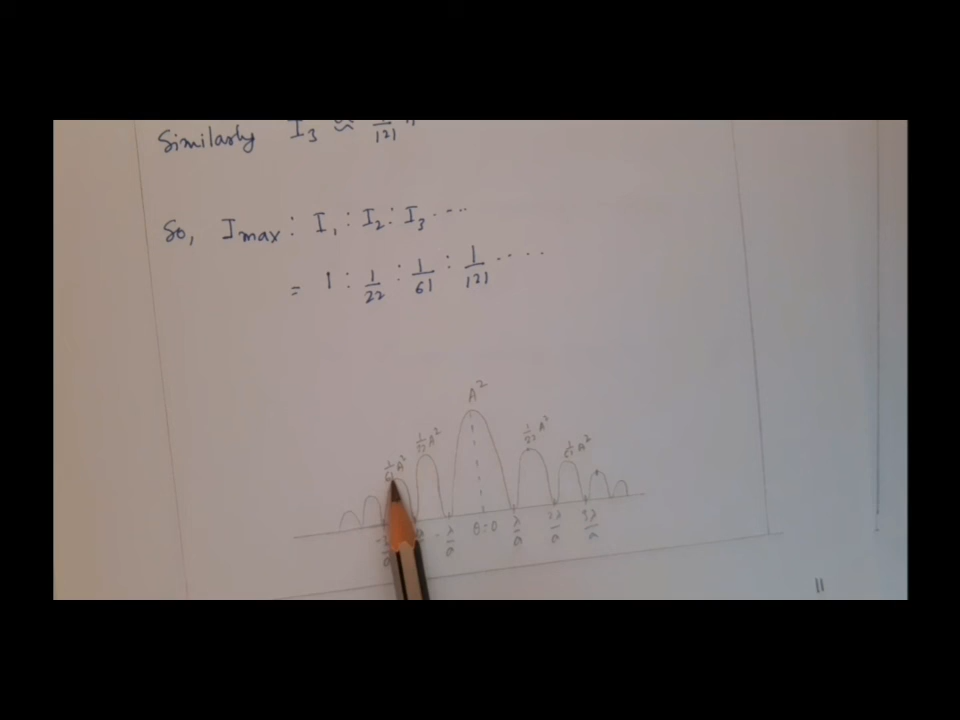 Similarly I₃ ≈ 1/121
So, Imax : I₁ : I₂ : I₃ ....
= 1 : 1/22 : 1/61 : 1/121 .....
A²
1/22 A² 1/22 A²
1/61 A² 1/61 A²
-λ/a θ=0 λ/a 2λ/a 3λ/a
11